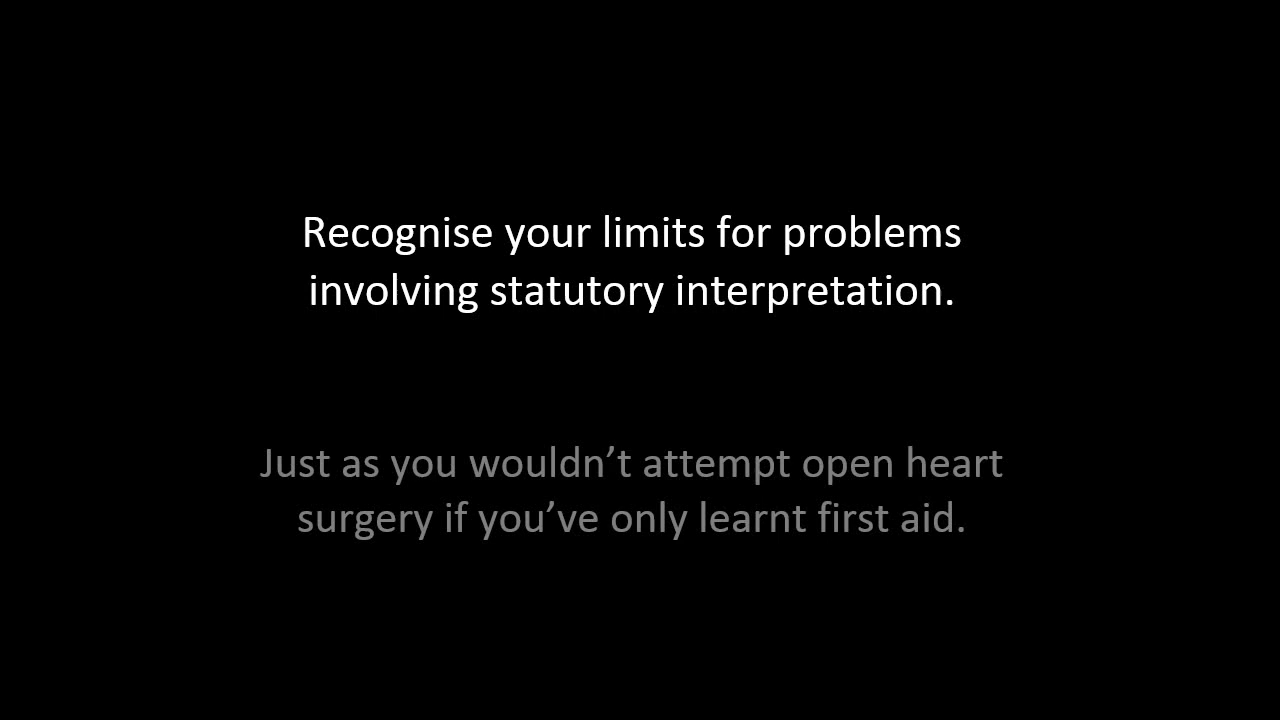 Recognise your limits for problems
involving statutory interpretation.
Just as you wouldn’t attempt open heart
surgery if you’ve only learnt first aid.